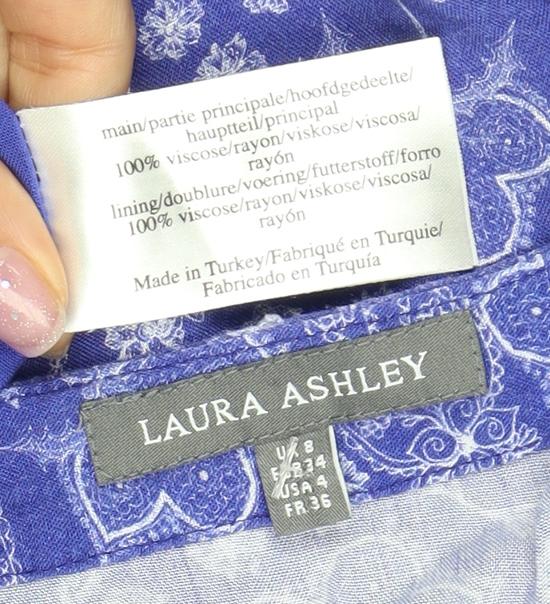 main/partie principale/hoofdgedeelte/
hauptteil/principal
100% viscose/rayon/viskose/viscosa/
rayón
lining/doublure/voering/futterstoff/forro
100% viscose/rayon/viskose/viscosa/
rayón
Made in Turkey/Fabriqué en Turquie/
Fabricado en Turquía
LAURA ASHLEY
UK 8
EUR 34
USA 4
FR 36